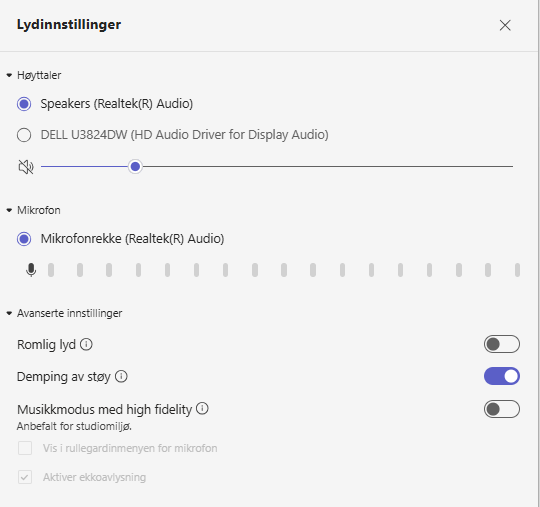 Lydinnstillinger
Høyttaler
Speakers (Realtek(R) Audio)
DELL U3824DW (HD Audio Driver for Display Audio)
Mikrofon
Mikrofonrekke (Realtek(R) Audio)
Avanserte innstillinger
Romlig lyd
Demping av støy
Musikkmodus med high fidelity
Anbefalt for studiomiljø.
Vis i rullegardinmenyen for mikrofon
Aktiver ekkoavlysning